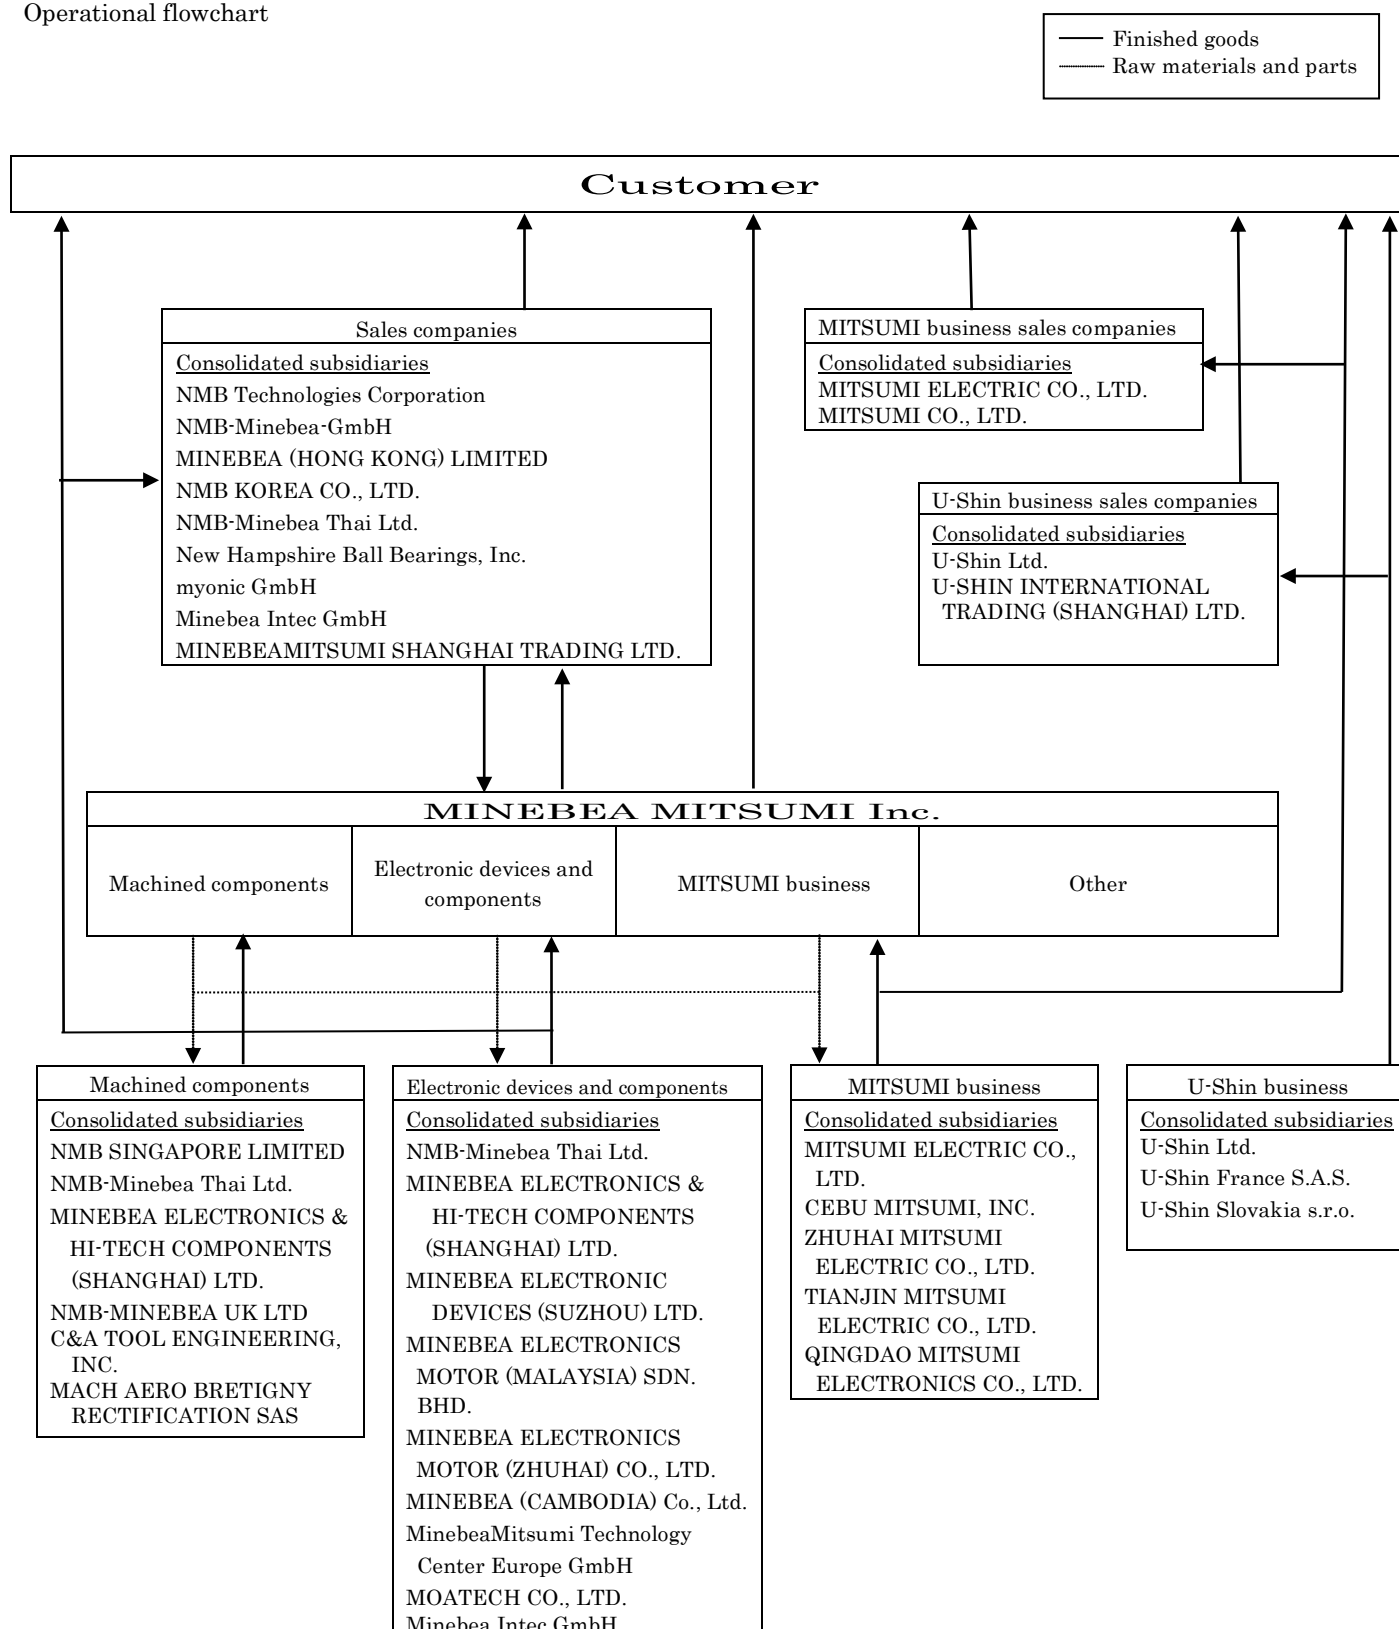 Operational flowchart
Finished goods
Raw materials and parts
Customer
Sales companies
Consolidated subsidiaries
NMB Technologies Corporation
NMB-Minebea-GmbH
MINEBEA (HONG KONG) LIMITED
NMB KOREA CO., LTD.
NMB-Minebea Thai Ltd.
New Hampshire Ball Bearings, Inc.
myonic GmbH
Minebea Intec GmbH
MINEBEAMITSUMI SHANGHAI TRADING LTD.
MITSUMI business sales companies
Consolidated subsidiaries
MITSUMI ELECTRIC CO., LTD.
MITSUMI CO., LTD.
U-Shin business sales companies
Consolidated subsidiaries
U-Shin Ltd.
U-SHIN INTERNATIONAL
TRADING (SHANGHAI) LTD.
MINEBEA MITSUMI Inc.
Machined components
Electronic devices and
components
MITSUMI business
Other
Machined components
Consolidated subsidiaries
NMB SINGAPORE LIMITED
NMB-Minebea Thai Ltd.
MINEBEA ELECTRONICS &
HI-TECH COMPONENTS
(SHANGHAI) LTD.
NMB-MINEBEA UK LTD
C&A TOOL ENGINEERING,
INC.
MACH AERO BRETIGNY
RECTIFICATION SAS
Electronic devices and components
Consolidated subsidiaries
NMB-Minebea Thai Ltd.
MINEBEA ELECTRONICS &
HI-TECH COMPONENTS
(SHANGHAI) LTD.
MINEBEA ELECTRONIC
DEVICES (SUZHOU) LTD.
MINEBEA ELECTRONICS
MOTOR (MALAYSIA) SDN.
BHD.
MINEBEA ELECTRONICS
MOTOR (ZHUHAI) CO., LTD.
MINEBEA (CAMBODIA) Co., Ltd.
MinebeaMitsumi Technology
Center Europe GmbH
MOATECH CO., LTD.
Minebea Intec GmbH
MITSUMI business
Consolidated subsidiaries
MITSUMI ELECTRIC CO.,
LTD.
CEBU MITSUMI, INC.
ZHUHAI MITSUMI
ELECTRIC CO., LTD.
TIANJIN MITSUMI
ELECTRIC CO., LTD.
QINGDAO MITSUMI
ELECTRONICS CO., LTD.
U-Shin business
Consolidated subsidiaries
U-Shin Ltd.
U-Shin France S.A.S.
U-Shin Slovakia s.r.o.